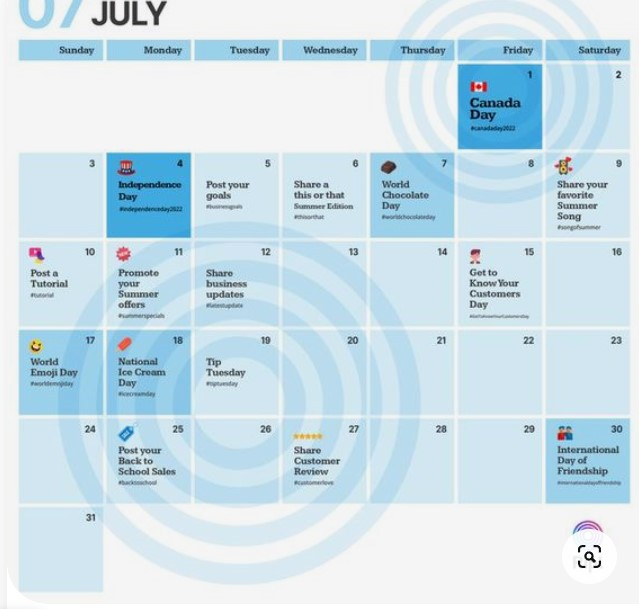 07 JULY
Sunday Monday Tuesday Wednesday Thursday Friday Saturday
1
Canada
Day
#canadaday2022
2
3
4
Independence
Day
#independenceday2022
5
Post your
goals
#businessgoals
6
Share a
this or that
Summer Edition
#thisorthat
7
World
Chocolate
Day
#worldchocolateday
8
9
Share your
favorite
Summer
Song
#songofsummer
10
Post a
Tutorial
#tutorial
11
Promote
your
Summer
offers
#summerspecials
12
Share
business
updates
#latestupdate
13
14
15
Get to
Know Your
Customers
Day
#GetToKnowYourCustomersDay
16
17
World
Emoji Day
#worldemojiday
18
National
Ice Cream
Day
#icecreamday
19
Tip
Tuesday
#tiptuesday
20
21
22
23
24
25
Post your
Back to
School Sales
#backtoschool
26
27
Share
Customer
Review
#customerlove
28
29
30
International
Day of
Friendship
#internationaldayoffriendship
31